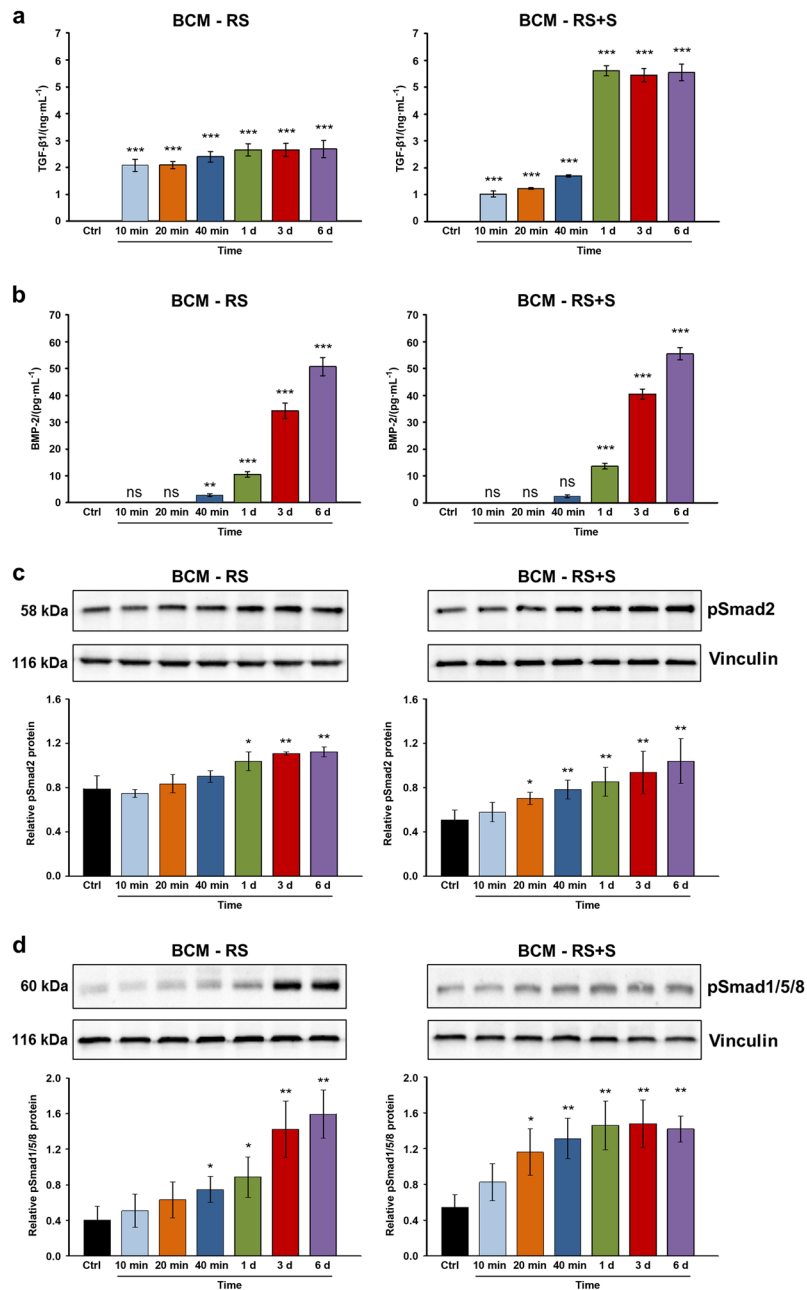 a
BCM - RS
BCM - RS+S
TGF-β1/(ng·mL⁻¹)
7
6
5
4
3
2
1
0
*** *** *** *** *** ***
Ctrl 10 min 20 min 40 min 1 d 3 d 6 d
Time
TGF-β1/(ng·mL⁻¹)
7
6
5
4
3
2
1
0
*** *** *** *** *** ***
Ctrl 10 min 20 min 40 min 1 d 3 d 6 d
Time
b
BCM - RS
BCM - RS+S
BMP-2/(pg·mL⁻¹)
70
60
50
40
30
20
10
0
ns ns ** *** *** ***
Ctrl 10 min 20 min 40 min 1 d 3 d 6 d
Time
BMP-2/(pg·mL⁻¹)
70
60
50
40
30
20
10
0
ns ns ns *** *** ***
Ctrl 10 min 20 min 40 min 1 d 3 d 6 d
Time
c
BCM - RS
BCM - RS+S
58 kDa
pSmad2
116 kDa
Vinculin
Relative pSmad2 protein
1.6
1.2
0.8
0.4
0.0
* ** **
Ctrl 10 min 20 min 40 min 1 d 3 d 6 d
Time
Relative pSmad2 protein
1.6
1.2
0.8
0.4
0.0
* ** ** ** **
Ctrl 10 min 20 min 40 min 1 d 3 d 6 d
Time
d
BCM - RS
BCM - RS+S
60 kDa
pSmad1/5/8
116 kDa
Vinculin
Relative pSmad1/5/8 protein
2.0
1.6
1.2
0.8
0.4
0.0
* * ** **
Ctrl 10 min 20 min 40 min 1 d 3 d 6 d
Time
Relative pSmad1/5/8 protein
2.0
1.6
1.2
0.8
0.4
0.0
* ** ** ** **
Ctrl 10 min 20 min 40 min 1 d 3 d 6 d
Time